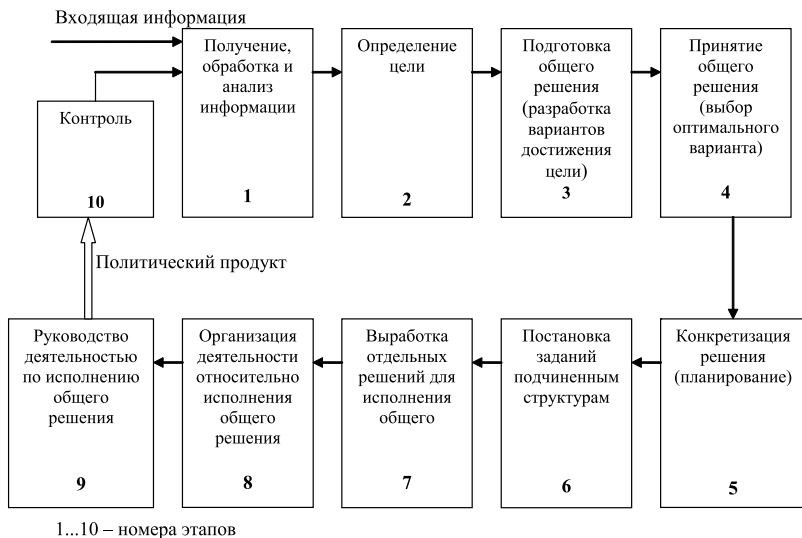 Входящая информация
Получение,
обработка и
анализ
информации
1
Определение
цели
2
Подготовка
общего
решения
(разработка
вариантов
достижения
цели)
3
Принятие
общего
решения
(выбор
оптимального
варианта)
4
Контроль
10
Политический продукт
Руководство
деятельностью
по исполнению
общего
решения
9
Организация
деятельности
относительно
исполнения
общего
решения
8
Выработка
отдельных
решений для
исполнения
общего
7
Постановка
заданий
подчиненным
структурам
6
Конкретизация
решения
(планирование)
5
1...10 – номера этапов